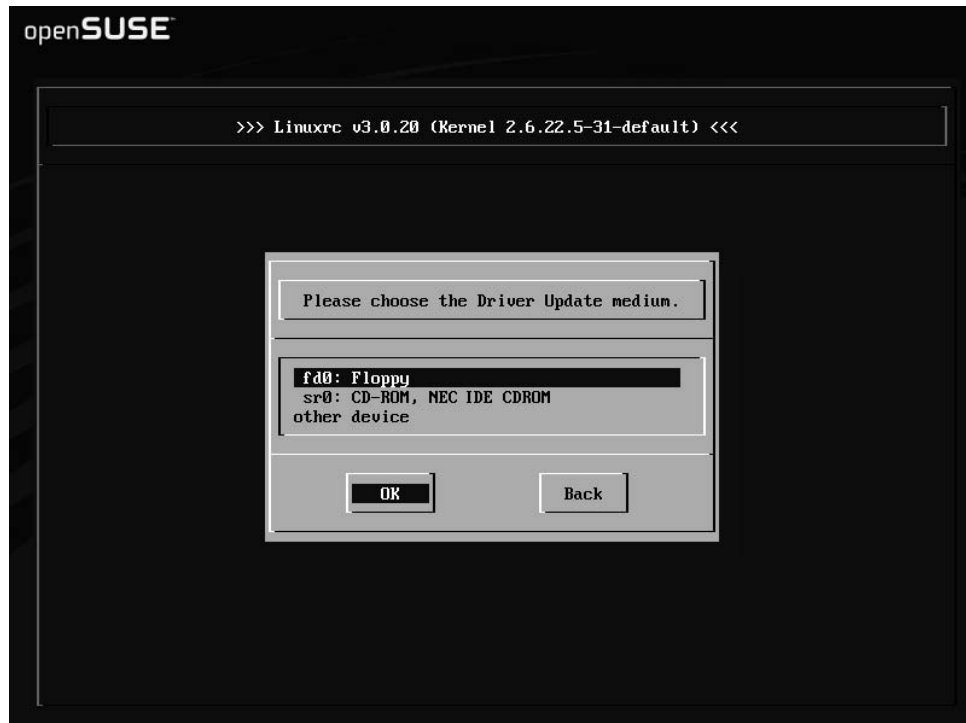 openSUSE™
>>> Linuxrc v3.0.20 (Kernel 2.6.22.5-31-default) <<<
Please choose the Driver Update medium.
fd0: Floppy
sr0: CD-ROM, NEC IDE CDROM
other device
OK Back